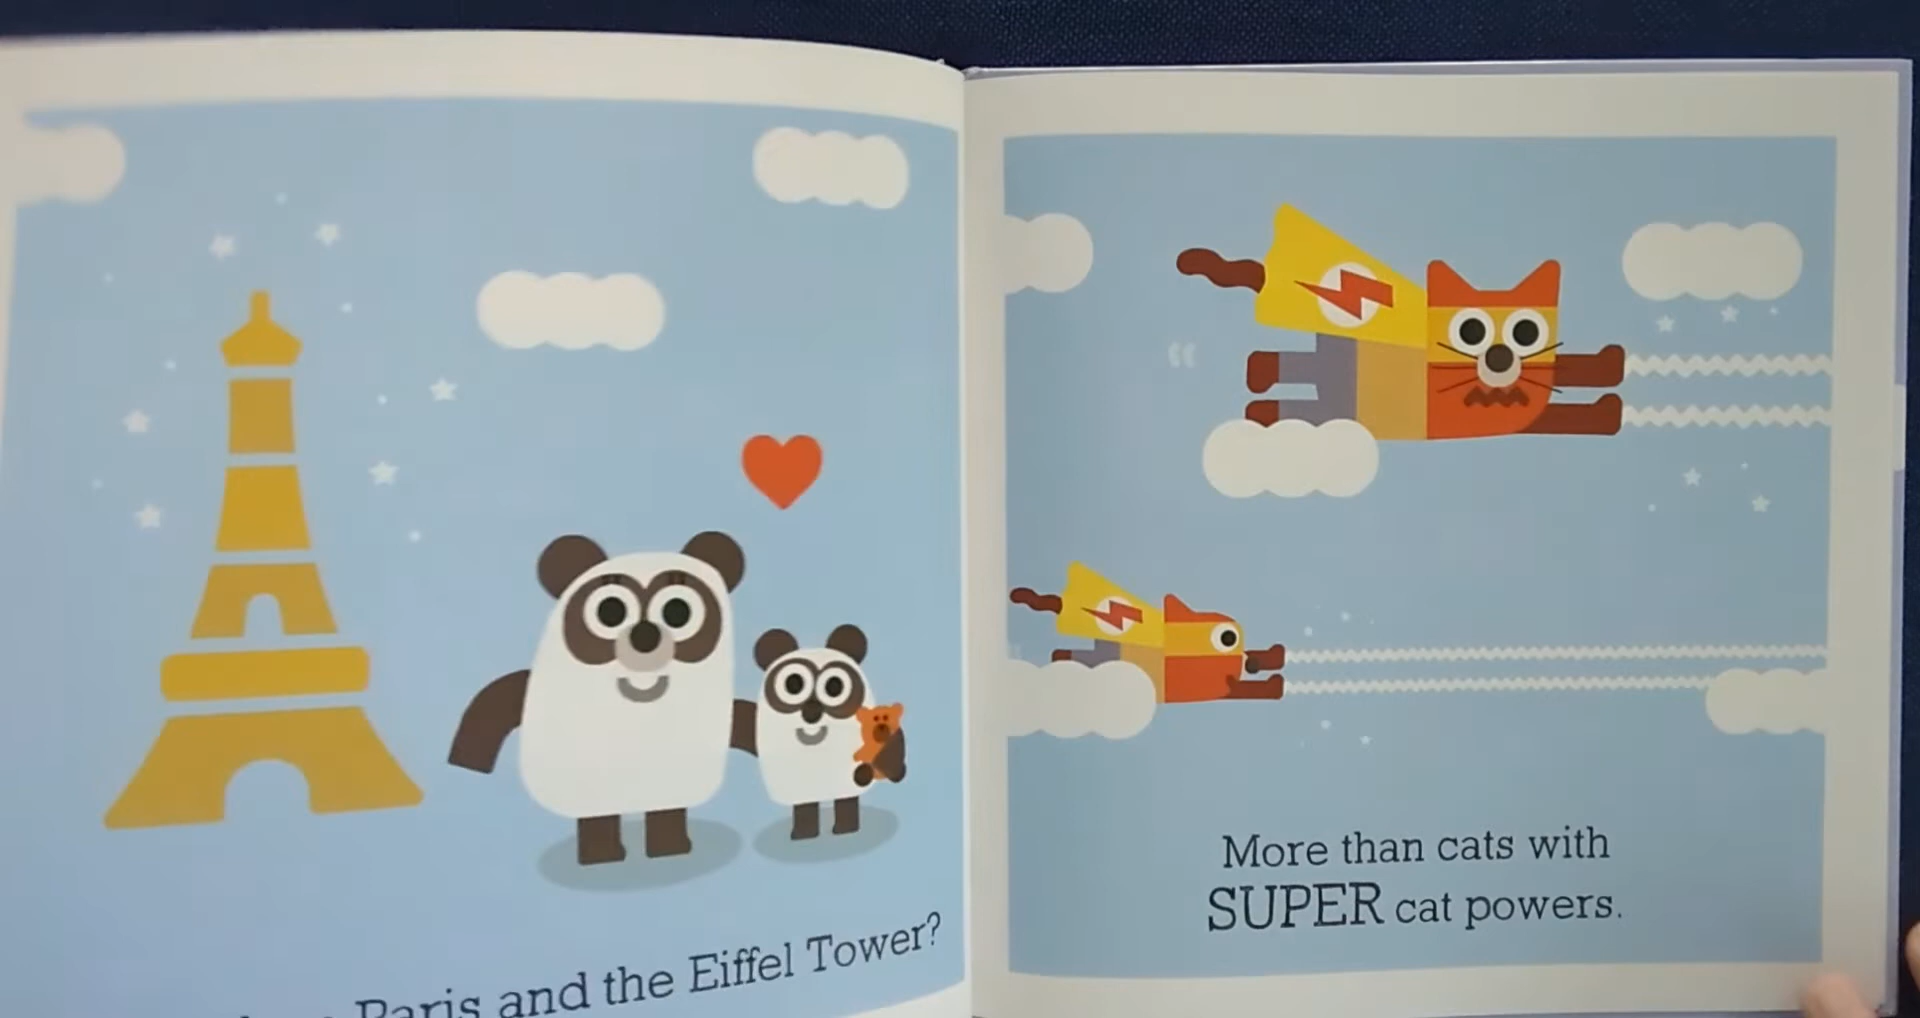 Paris and the Eiffel Tower?
More than cats with
SUPER cat powers.